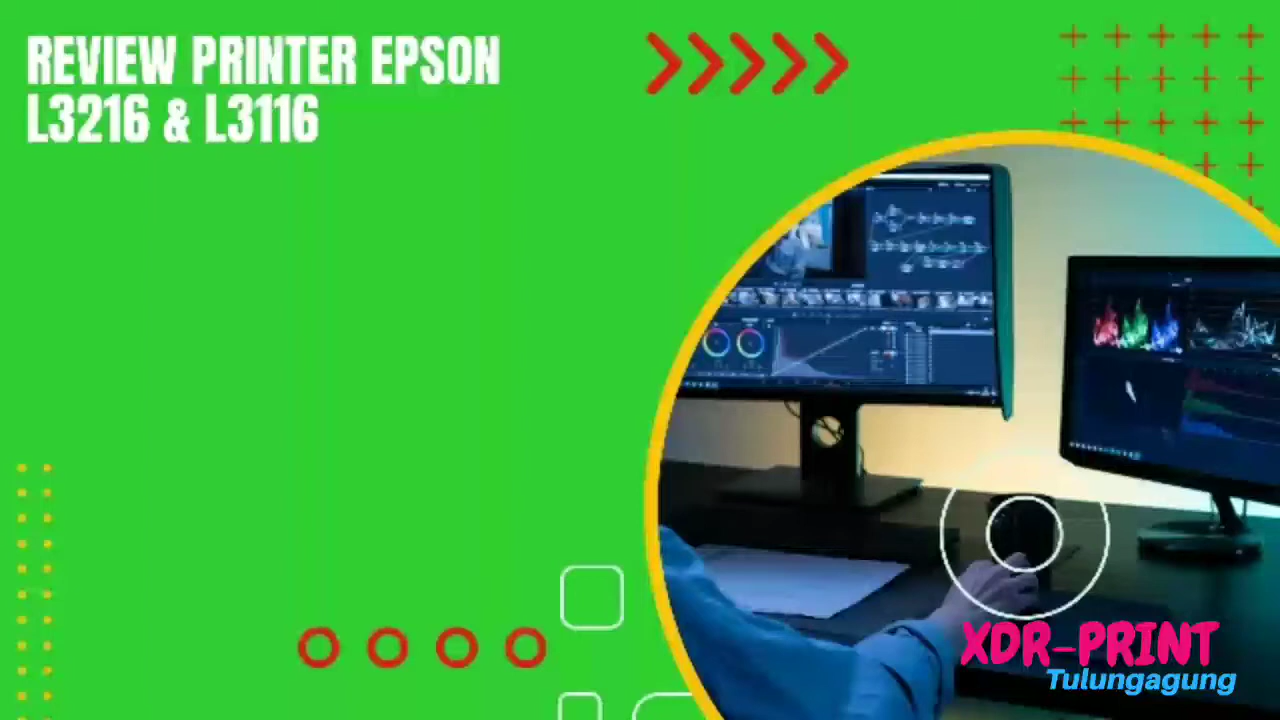 REVIEW PRINTER EPSON
L3216 & L3116
XDR-PRINT
Tulungagung